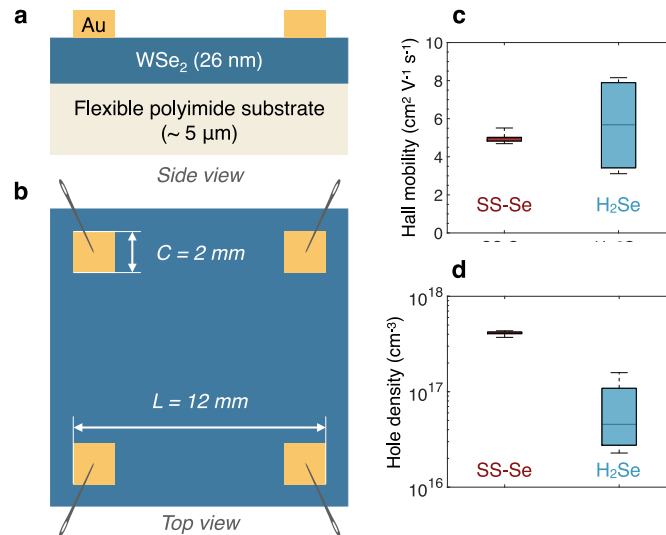 a
Au
WSe₂ (26 nm)
Flexible polyimide substrate
(~ 5 µm)
Side view
b
C = 2 mm
L = 12 mm
Top view
c
Hall mobility (cm² V⁻¹ s⁻¹)
10
8
6
4
2
0
SS-Se
H₂Se
d
Hole density (cm⁻³)
10¹⁸
10¹⁷
10¹⁶
SS-Se
H₂Se